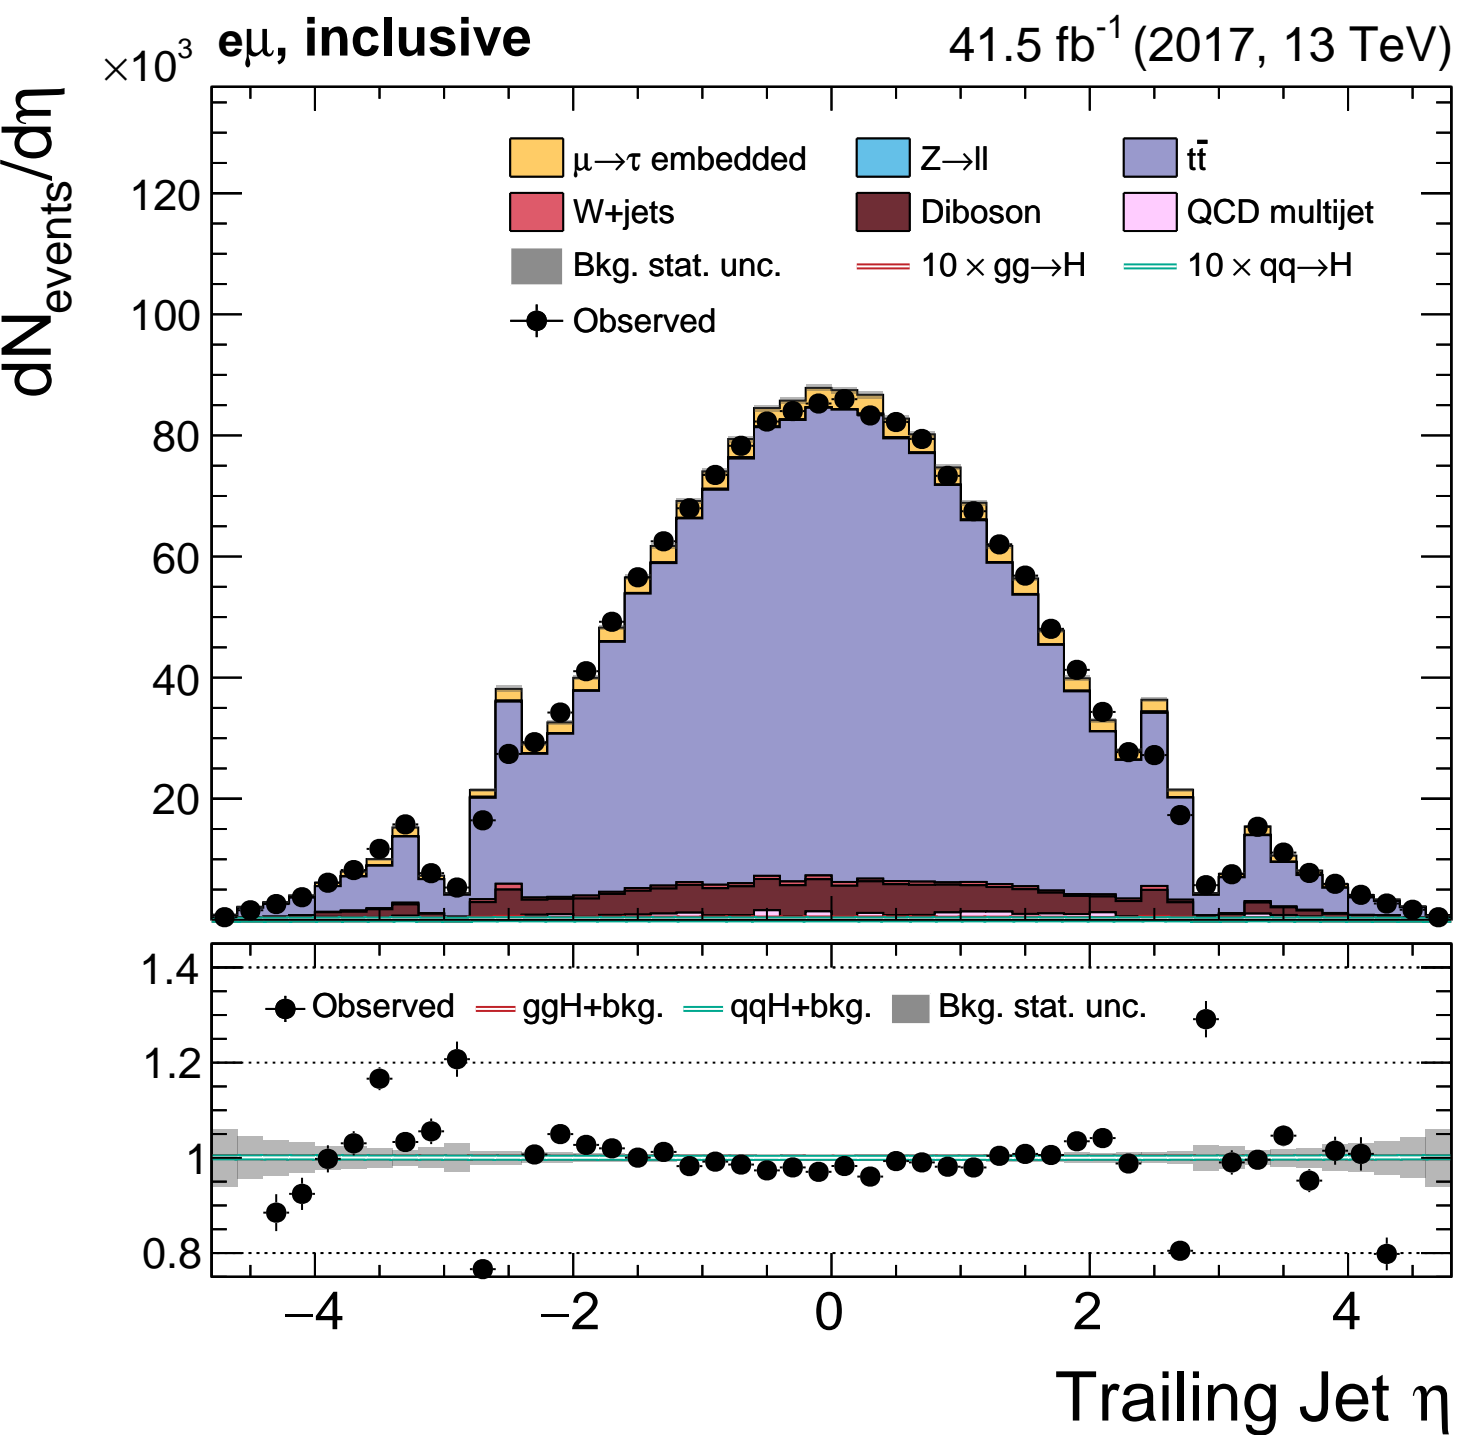 eμ, inclusive 41.5 fb⁻¹ (2017, 13 TeV)
×10³
dN_events/dη
μ→τ embedded Z→ll tt̄
W+jets Diboson QCD multijet
Bkg. stat. unc. 10 × gg→H 10 × qq→H
Observed
120
100
80
60
40
20
1.4
Observed ggH+bkg. qqH+bkg. Bkg. stat. unc.
1.2
1
0.8
−4 −2 0 2 4
Trailing Jet η